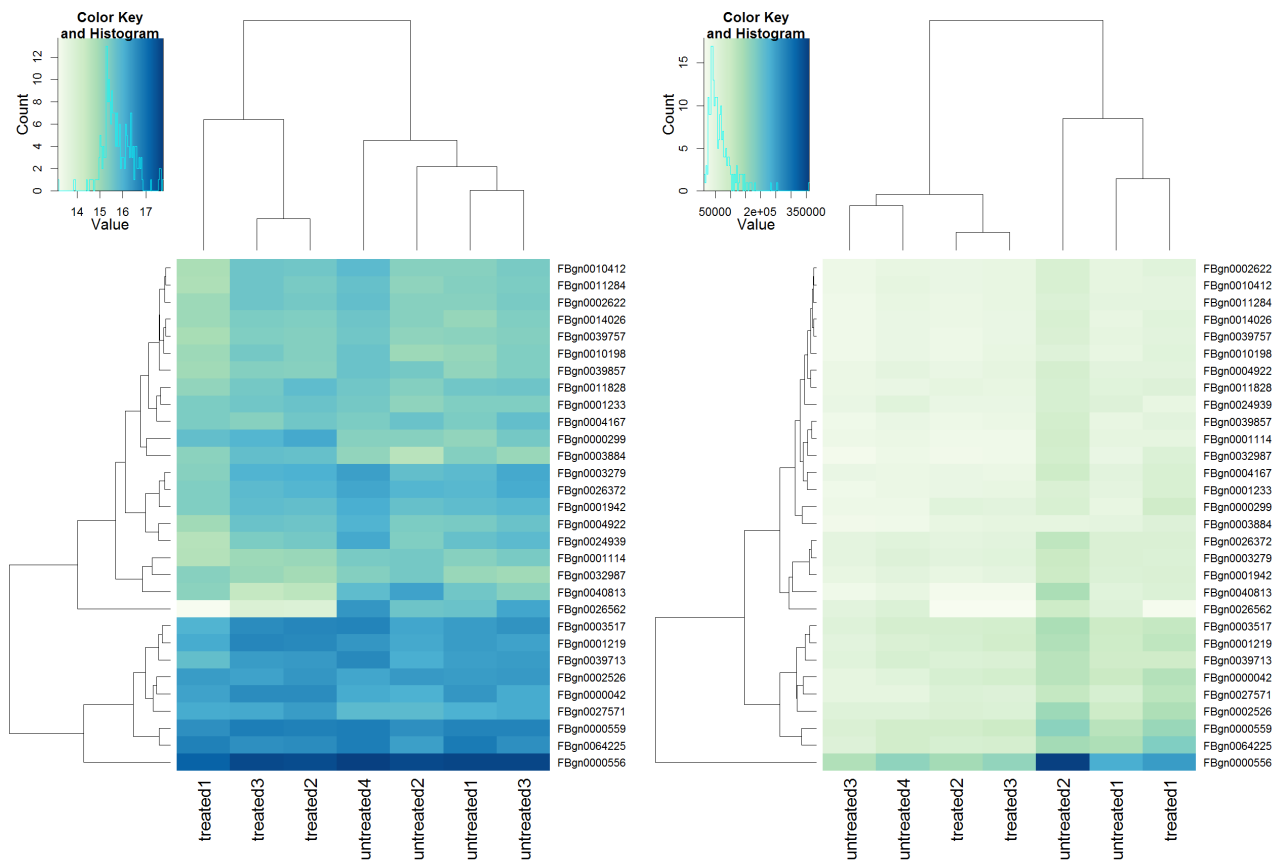 Color Key
and Histogram
Count
0 2 4 6 8 10 12
14 15 16 17
Value
FBgn0010412
FBgn0011284
FBgn0002622
FBgn0014026
FBgn0039757
FBgn0010198
FBgn0039857
FBgn0011828
FBgn0001233
FBgn0004167
FBgn0000299
FBgn0003884
FBgn0003279
FBgn0026372
FBgn0001942
FBgn0004922
FBgn0024939
FBgn0001114
FBgn0032987
FBgn0040813
FBgn0026562
FBgn0003517
FBgn0001219
FBgn0039713
FBgn0002526
FBgn0000042
FBgn0027571
FBgn0000559
FBgn0064225
FBgn0000556
treated1
treated3
treated2
untreated4
untreated2
untreated1
untreated3
Color Key
and Histogram
Count
0 5 10 15
50000 2e+05 350000
Value
FBgn0002622
FBgn0010412
FBgn0011284
FBgn0014026
FBgn0039757
FBgn0010198
FBgn0004922
FBgn0011828
FBgn0024939
FBgn0039857
FBgn0001114
FBgn0032987
FBgn0004167
FBgn0001233
FBgn0000299
FBgn0003884
FBgn0026372
FBgn0003279
FBgn0001942
FBgn0040813
FBgn0026562
FBgn0003517
FBgn0001219
FBgn0039713
FBgn0000042
FBgn0027571
FBgn0002526
FBgn0000559
FBgn0064225
FBgn0000556
untreated3
untreated4
treated2
treated3
untreated2
untreated1
treated1